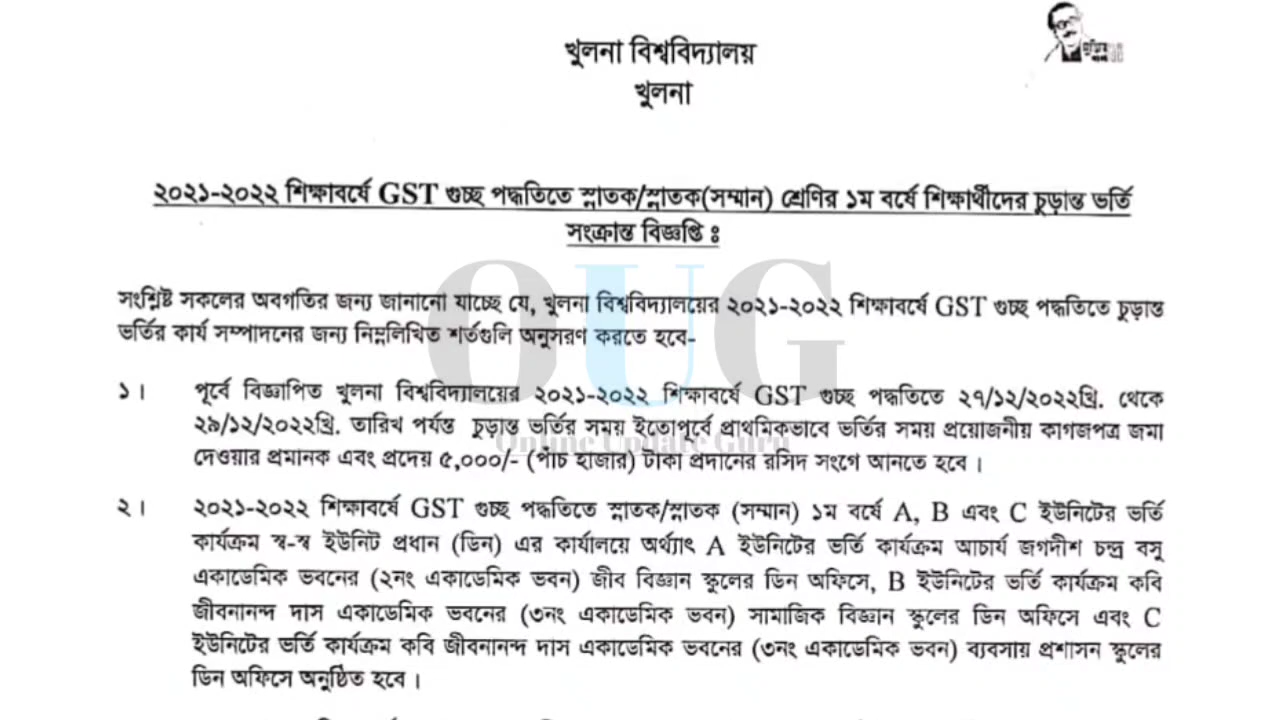 খুলনা বিশ্ববিদ্যালয়
খুলনা
২০২১-২০২২ শিক্ষাবর্ষে GST গুচ্ছ পদ্ধতিতে স্নাতক/স্নাতক(সম্মান) শ্রেণির ১ম বর্ষে শিক্ষার্থীদের চুড়ান্ত ভর্তি
সংক্রান্ত বিজ্ঞপ্তি ঃ
সংশ্লিষ্ট সকলের অবগতির জন্য জানানো যাচ্ছে যে, খুলনা বিশ্ববিদ্যালয়ের ২০২১-২০২২ শিক্ষাবর্ষে GST গুচ্ছ পদ্ধতিতে চুড়ান্ত
ভর্তির কার্য সম্পাদনের জন্য নিম্নলিখিত শর্তগুলি অনুসরণ করতে হবে-
OUG
Online Update Guru
১। পূর্বে বিজ্ঞাপিত খুলনা বিশ্ববিদ্যালয়ের ২০২১-২০২২ শিক্ষাবর্ষে GST গুচ্ছ পদ্ধতিতে ২৭/১২/২০২২খ্রি. থেকে
২৯/১২/২০২২খ্রি. তারিখ পর্যন্ত চুড়ান্ত ভর্তির সময় ইতোপূর্বে প্রাথমিকভাবে ভর্তির সময় প্রয়োজনীয় কাগজপত্র জমা
দেওয়ার প্রমানক এবং প্রদেয় ৫,০০০/- (পাঁচ হাজার) টাকা প্রদানের রসিদ সংগে আনতে হবে।
২। ২০২১-২০২২ শিক্ষাবর্ষে GST গুচ্ছ পদ্ধতিতে স্নাতক/স্নাতক (সম্মান) ১ম বর্ষে A, B এবং C ইউনিটের ভর্তি
কার্যক্রম স্ব-স্ব ইউনিট প্রধান (ডিন) এর কার্যালয়ে অর্থ্যাৎ A ইউনিটের ভর্তি কার্যক্রম আচার্য জগদীশ চন্দ্র বসু
একাডেমিক ভবনের (২নং একাডেমিক ভবন) জীব বিজ্ঞান স্কুলের ডিন অফিসে, B ইউনিটের ভর্তি কার্যক্রম কবি
জীবনানন্দ দাস একাডেমিক ভবনের (৩নং একাডেমিক ভবন) সামাজিক বিজ্ঞান স্কুলের ডিন অফিসে এবং C
ইউনিটের ভর্তি কার্যক্রম কবি জীবনানন্দ দাস একাডেমিক ভবনের (৩নং একাডেমিক ভবন) ব্যবসায় প্রশাসন স্কুলের
ডিন অফিসে অনুষ্ঠিত হবে।